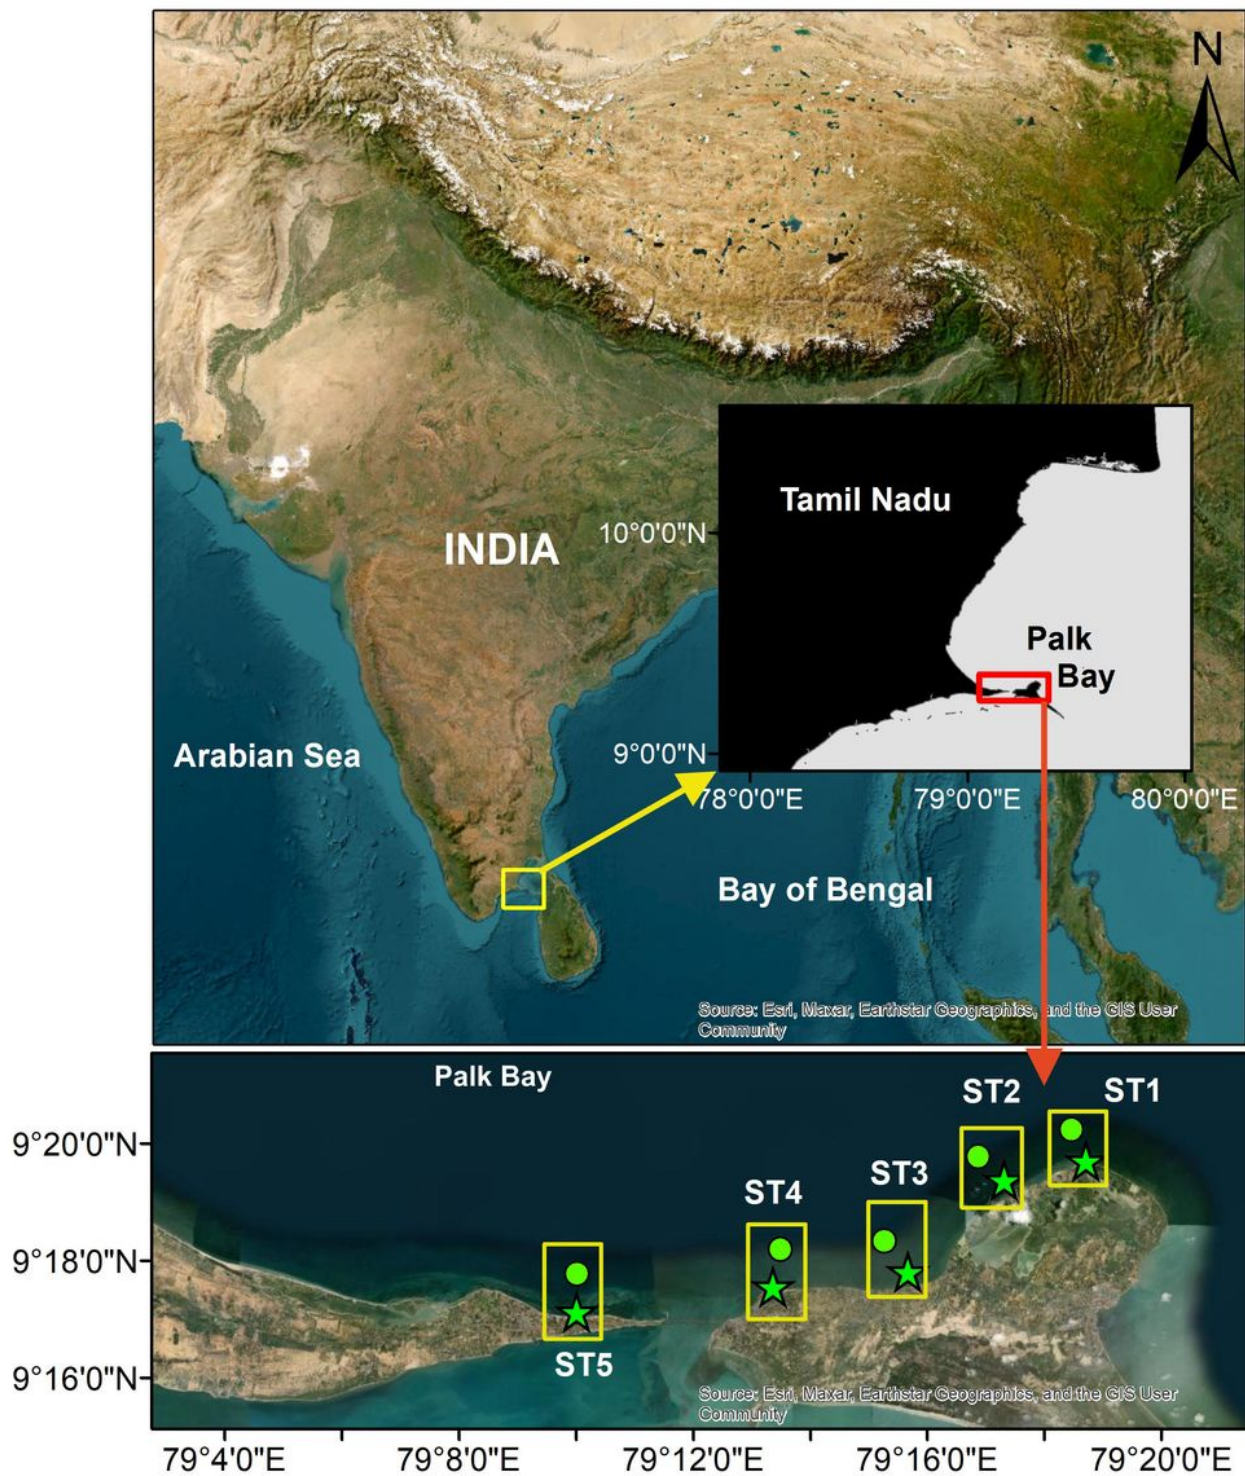 N
Tamil Nadu
INDIA
10°0'0"N
Palk
Bay
Arabian Sea
9°0'0"N
78°0'0"E
79°0'0"E
80°0'0"E
Bay of Bengal
Source: Esri, Maxar, Earthstar Geographics, and the GIS User
Community
Palk Bay
ST2
ST1
9°20'0"N
ST3
ST4
9°18'0"N
ST5
9°16'0"N
Source: Esri, Maxar, Earthstar Geographics, and the GIS User
Community
79°4'0"E
79°8'0"E
79°12'0"E
79°16'0"E
79°20'0"E